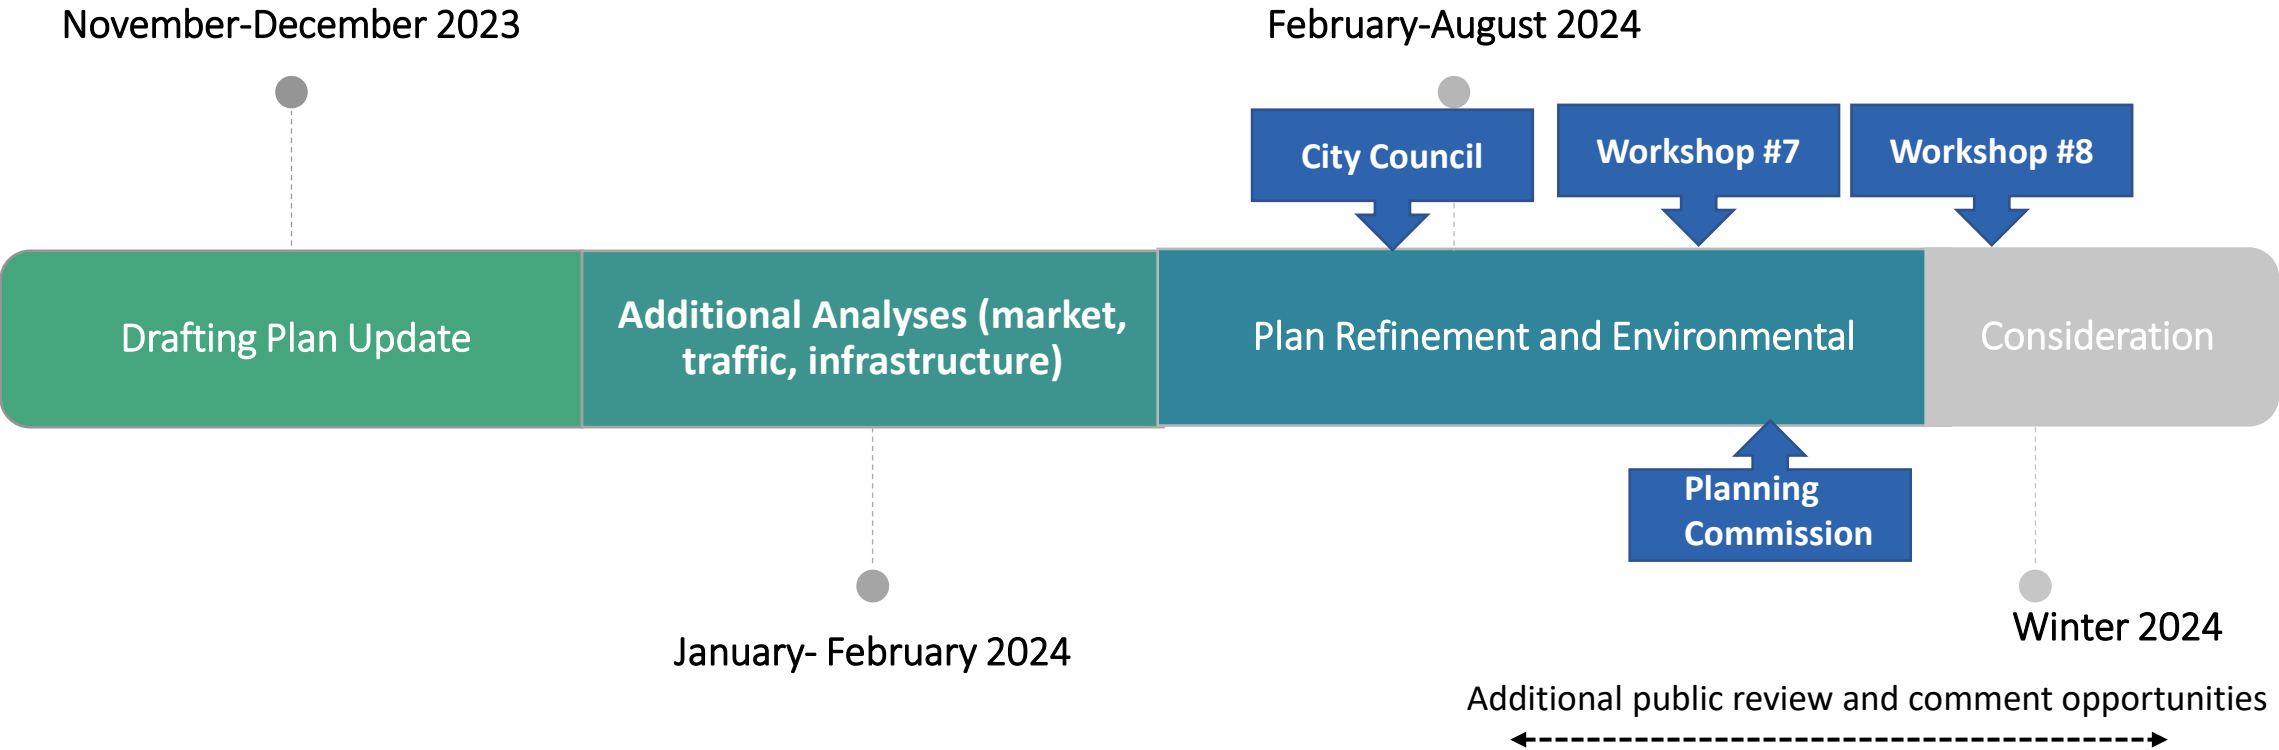 November-December 2023
February-August 2024
City Council
Workshop #7
Workshop #8
Drafting Plan Update
Additional Analyses (market,
traffic, infrastructure)
Plan Refinement and Environmental
Consideration
Planning
Commission
January- February 2024
Winter 2024
Additional public review and comment opportunities